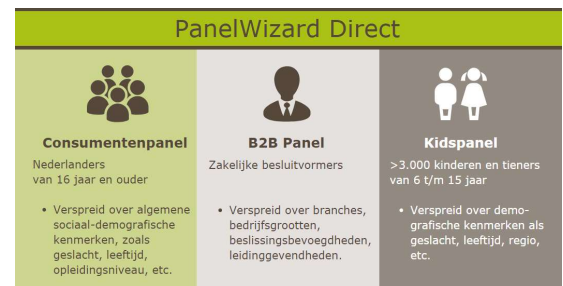 PanelWizard Direct
Consumentenpanel
Nederlanders
van 16 jaar en ouder
• Verspreid over algemene
sociaal-demografische
kenmerken, zoals
geslacht, leeftijd,
opleidingsniveau, etc.
B2B Panel
Zakelijke besluitvormers
• Verspreid over branches,
bedrijfsgrootten,
beslissingsbevoegdheden,
leidinggevendheden.
Kidspanel
>3.000 kinderen en tieners
van 6 t/m 15 jaar
• Verspreid over demo-
grafische kenmerken als
geslacht, leeftijd, regio,
etc.